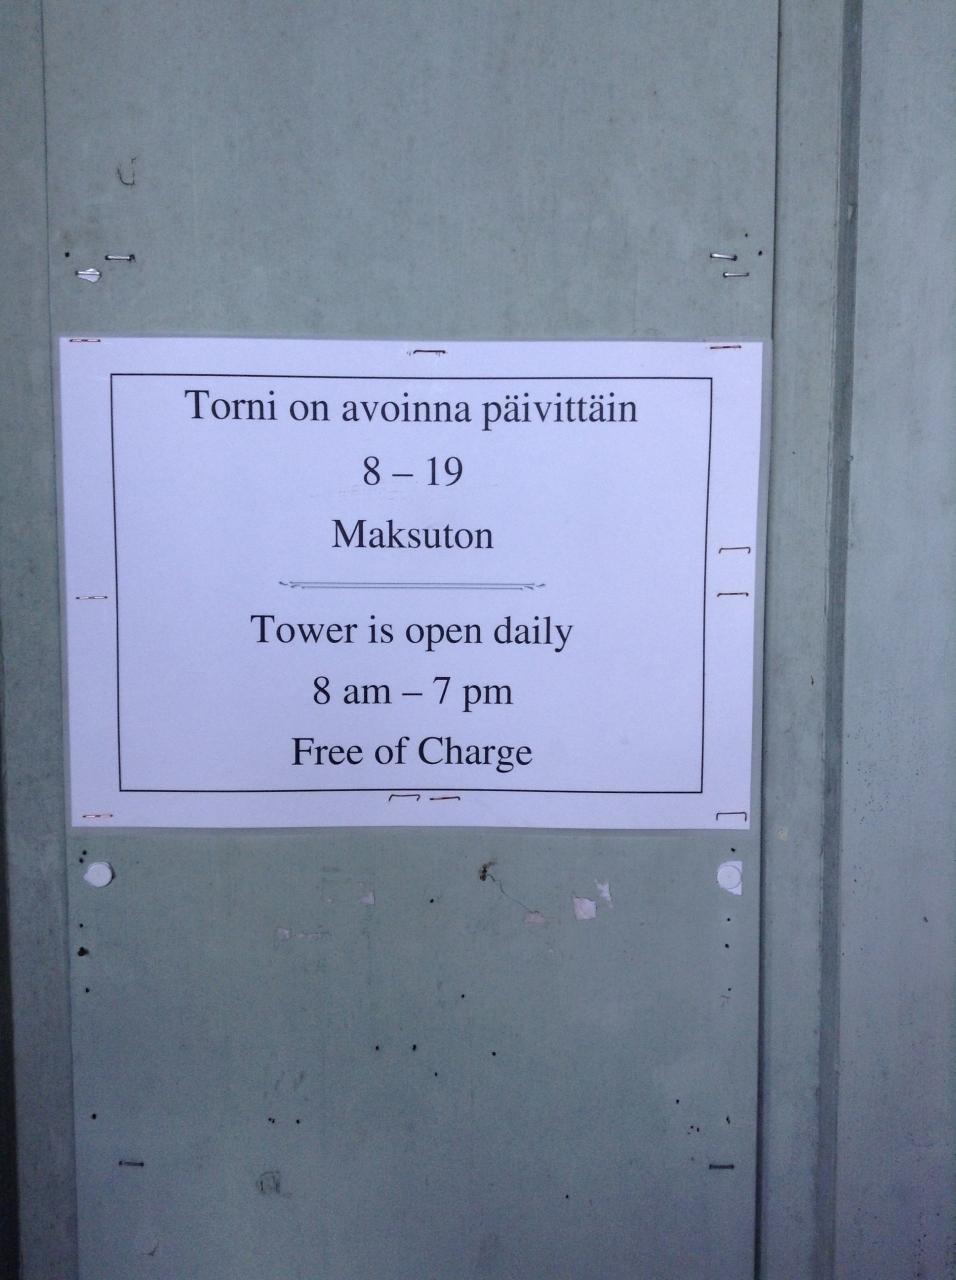 Torni on avoinna päivittäin
8 – 19
Maksuton
Tower is open daily
8 am – 7 pm
Free of Charge